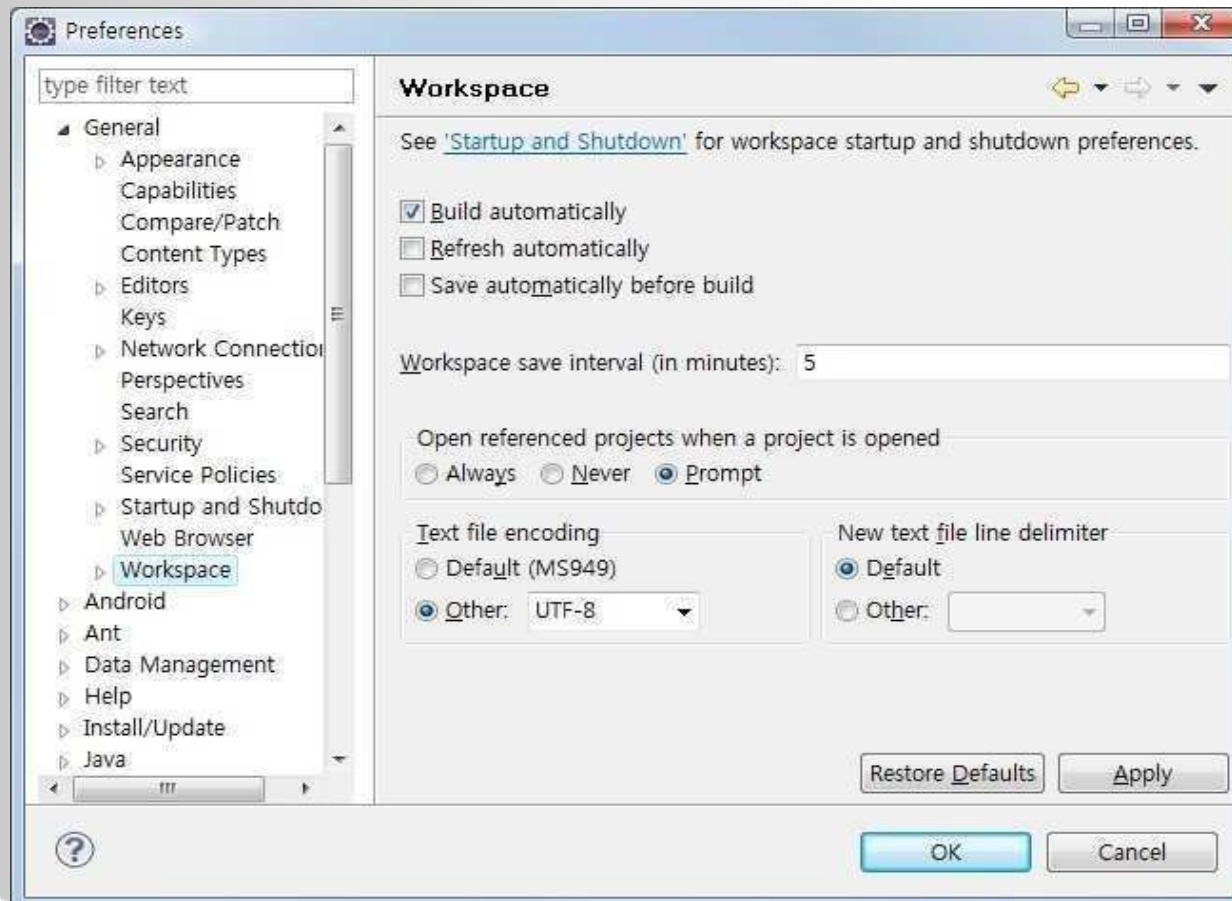 Preferences
type filter text
General
Appearance
Capabilities
Compare/Patch
Content Types
Editors
Keys
Network Connection
Perspectives
Search
Security
Service Policies
Startup and Shutdo
Web Browser
Workspace
Android
Ant
Data Management
Help
Install/Update
Java
Workspace
See 'Startup and Shutdown' for workspace startup and shutdown preferences.
Build automatically
Refresh automatically
Save automatically before build
Workspace save interval (in minutes): 5
Open referenced projects when a project is opened
Always Never Prompt
Text file encoding
Default (MS949)
Other: UTF-8
New text file line delimiter
Default
Other:
Restore Defaults Apply
OK Cancel